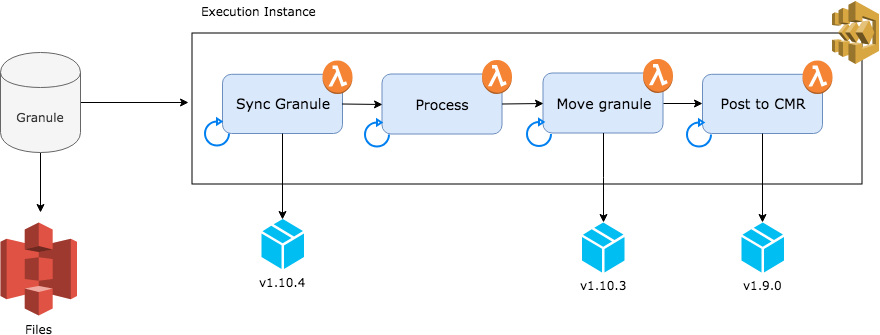 Execution Instance
Granule
Sync Granule
Process
Move granule
Post to CMR
v1.10.4
v1.10.3
v1.9.0
Files